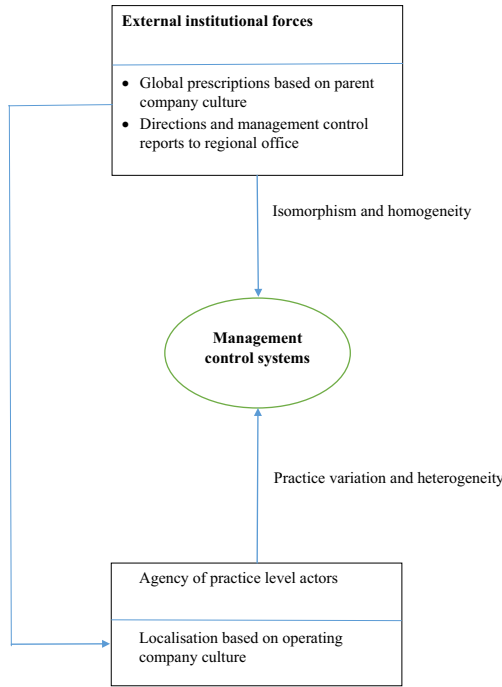 External institutional forces
• Global prescriptions based on parent
company culture
• Directions and management control
reports to regional office
Isomorphism and homogeneity
Management
control systems
Practice variation and heterogeneity
Agency of practice level actors
Localisation based on operating
company culture